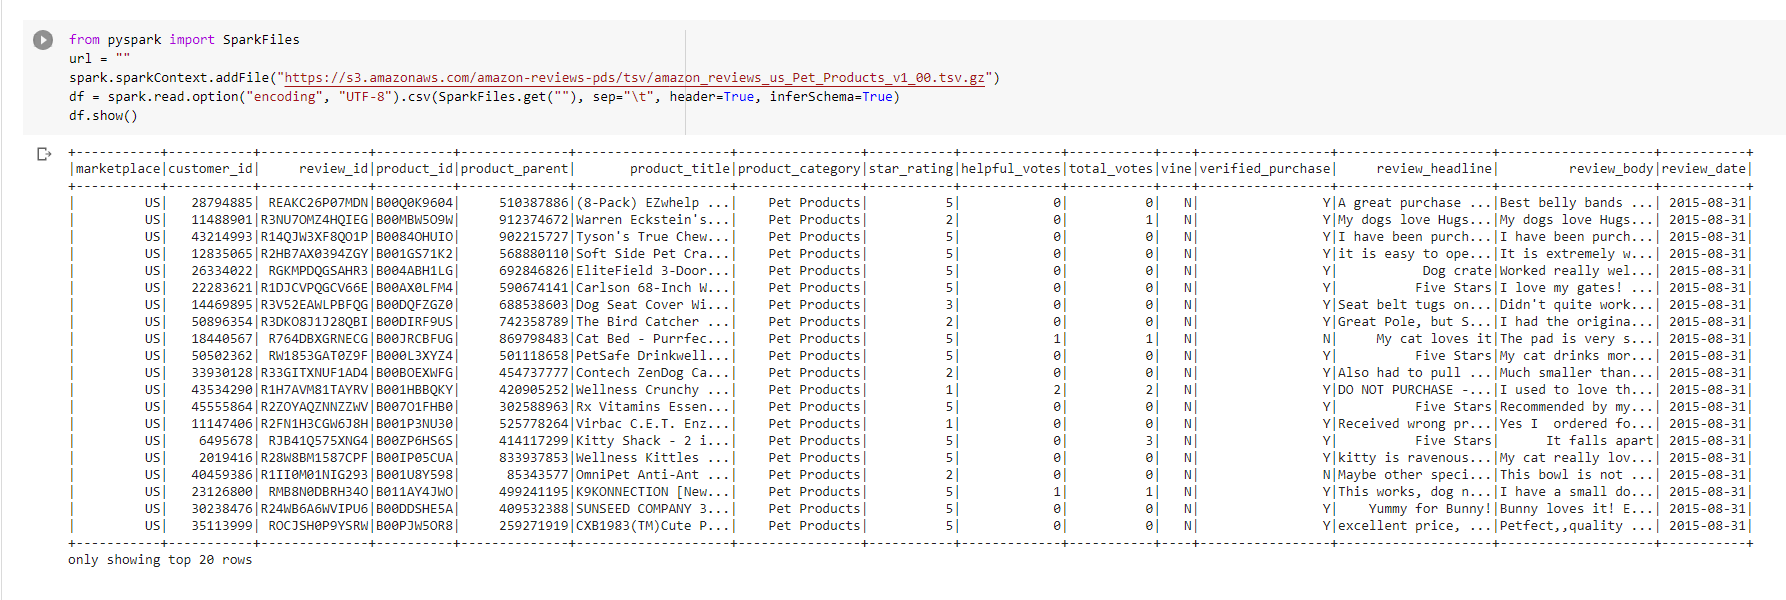 from pyspark import SparkFiles
url = ""
spark.sparkContext.addFile("https://s3.amazonaws.com/amazon-reviews-pds/tsv/amazon_reviews_us_Pet_Products_v1_00.tsv.gz")
df = spark.read.option("encoding", "UTF-8").csv(SparkFiles.get(""), sep="\t", header=True, inferSchema=True)
df.show()
+-----------+-----------+--------------+----------+--------------+--------------------+----------------+-----------+-------------+-----------+----+-----------------+--------------------+--------------------+-----------+
|marketplace|customer_id|     review_id|product_id|product_parent|       product_title|product_category|star_rating|helpful_votes|total_votes|vine|verified_purchase|     review_headline|         review_body|review_date|
+-----------+-----------+--------------+----------+--------------+--------------------+----------------+-----------+-------------+-----------+----+-----------------+--------------------+--------------------+-----------+
|         US|   28794885| REAKC26P07MDN|B00Q0K9604|     510387886|(8-Pack) EZwhelp ...|    Pet Products|          5|            0|          0|   N|                Y|A great purchase ...|Best belly bands ...| 2015-08-31|
|         US|   11488901|R3NU7OMZ4HQIEG|B00MBW5O9W|     912374672|Warren Eckstein's...|    Pet Products|          2|            0|          1|   N|                Y|My dogs love Hugs...|My dogs love Hugs...| 2015-08-31|
|         US|   43214993|R14QJW3XF8QO1P|B0084OHUIO|     902215727|Tyson's True Chew...|    Pet Products|          5|            0|          0|   N|                Y|I have been purch...|I have been purch...| 2015-08-31|
|         US|   12835065|R2HB7AX0394ZGY|B001GS71K2|     568880110|Soft Side Pet Cra...|    Pet Products|          5|            0|          0|   N|                Y|it is easy to ope...|It is extremely w...| 2015-08-31|
|         US|   26334022| RGKMPDQGSAHR3|B004ABH1LG|     692846826|EliteField 3-Door...|    Pet Products|          5|            0|          0|   N|                Y|           Dog crate|Worked really wel...| 2015-08-31|
|         US|   22283621|R1DJCVPQGCV66E|B00AX0LFM4|     590674141|Carlson 68-Inch W...|    Pet Products|          5|            0|          0|   N|                Y|          Five Stars|I love my gates! ...| 2015-08-31|
|         US|   14469895|R3V52EAWLPBFQG|B00DQFZGZ0|     688538603|Dog Seat Cover Wi...|    Pet Products|          3|            0|          0|   N|                Y|Seat belt tugs on...|Didn't quite work...| 2015-08-31|
|         US|   50896354|R3DKO8J1J28QBI|B00DIRF9US|     742358789|The Bird Catcher ...|    Pet Products|          2|            0|          0|   N|                Y|Great Pole, but S...|I had the origina...| 2015-08-31|
|         US|   18440567| R764DBXGRNECG|B00JRCBFUG|     869798483|Cat Bed - Purrfec...|    Pet Products|          5|            1|          1|   N|                N|     My cat loves it|The pad is very s...| 2015-08-31|
|         US|   50502362| RW1853GAT0Z9F|B000L3XYZ4|     501118658|PetSafe Drinkwell...|    Pet Products|          5|            0|          0|   N|                Y|          Five Stars|My cat drinks mor...| 2015-08-31|
|         US|   33930128|R33GITXNUF1AD4|B00BOEXWFG|     454737777|Contech ZenDog Ca...|    Pet Products|          2|            0|          0|   N|                Y|Also had to pull ...|Much smaller than...| 2015-08-31|
|         US|   43534290|R1H7AVM81TAYRV|B001HBBQKY|     420905252|Wellness Crunchy ...|    Pet Products|          1|            2|          2|   N|                Y|DO NOT PURCHASE -...|I used to love th...| 2015-08-31|
|         US|   45555864|R2ZOYAQZNNZZWV|B007O1FHB0|     302588963|Rx Vitamins Essen...|    Pet Products|          5|            0|          0|   N|                Y|          Five Stars|Recommended by my...| 2015-08-31|
|         US|   11147406|R2FN1H3CGW6J8H|B001P3NU30|     525778264|Virbac C.E.T. Enz...|    Pet Products|          1|            0|          0|   N|                Y|Received wrong pr...|Yes I  ordered fo...| 2015-08-31|
|         US|    6495678| RJB41Q575XNG4|B00ZP6HS6S|     414117299|Kitty Shack - 2 i...|    Pet Products|          5|            0|          3|   N|                Y|          Five Stars|      It falls apart| 2015-08-31|
|         US|    2019416|R28W8BM1587CPF|B00IP05CUA|     833937853|Wellness Kittles ...|    Pet Products|          5|            0|          0|   N|                Y|kitty is ravenous...|My cat really lov...| 2015-08-31|
|         US|   40459386|R1II0M01NIG293|B001U8Y598|      85343577|OmniPet Anti-Ant ...|    Pet Products|          2|            0|          0|   N|                N|Maybe other speci...|This bowl is not ...| 2015-08-31|
|         US|   23126800| RMB8N0DBRH34O|B011AY4JWO|     499241195|K9KONNECTION [New...|    Pet Products|          5|            1|          1|   N|                Y|This works, dog n...|I have a small do...| 2015-08-31|
|         US|   30238476|R24WB6A6WVIPU6|B00DDSHE5A|     409532388|SUNSEED COMPANY 3...|    Pet Products|          5|            0|          0|   N|                Y|    Yummy for Bunny!|Bunny loves it! E...| 2015-08-31|
|         US|   35113999| ROCJSH0P9YSRW|B00PJW5OR8|     259271919|CXB1983(TM)Cute P...|    Pet Products|          5|            0|          0|   N|                Y|excellent price, ...|Petfect,,quality ...| 2015-08-31|
+-----------+-----------+--------------+----------+--------------+--------------------+----------------+-----------+-------------+-----------+----+-----------------+--------------------+--------------------+-----------+
only showing top 20 rows